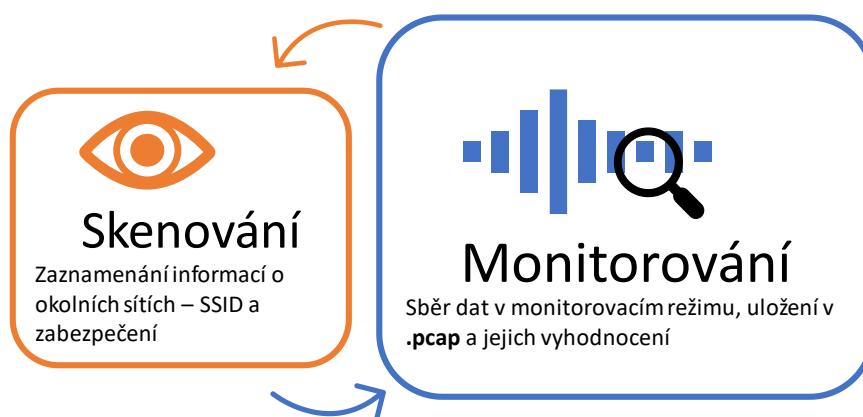 Skenování
Zaznamenání informací o
okolních sítích – SSID a
zabezpečení
Monitorování
Sběr dat v monitorovacím režimu, uložení v
.pcap a jejich vyhodnocení